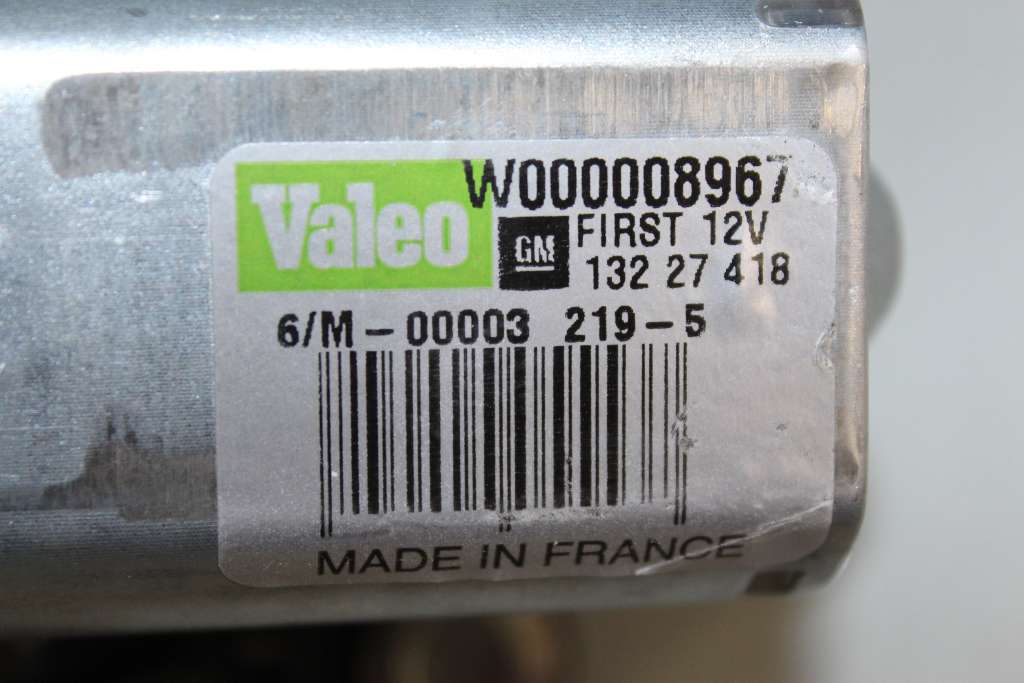 Valeo W000008967
GM FIRST 12V
132 27 418
6/M-00003 219-5
MADE IN FRANCE